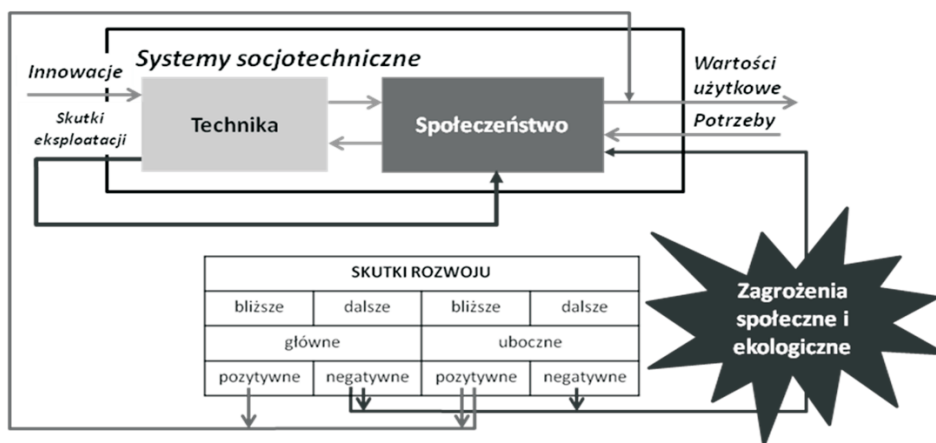 Systemy socjotechniczne
Innowacje
Skutki
eksploatacji
Technika
Społeczeństwo
Wartości
użytkowe
Potrzeby
SKUTKI ROZWOJU
bliższe dalsze bliższe dalsze
główne uboczne
pozytywne negatywne pozytywne negatywne
Zagrożenia
społeczne i
ekologiczne